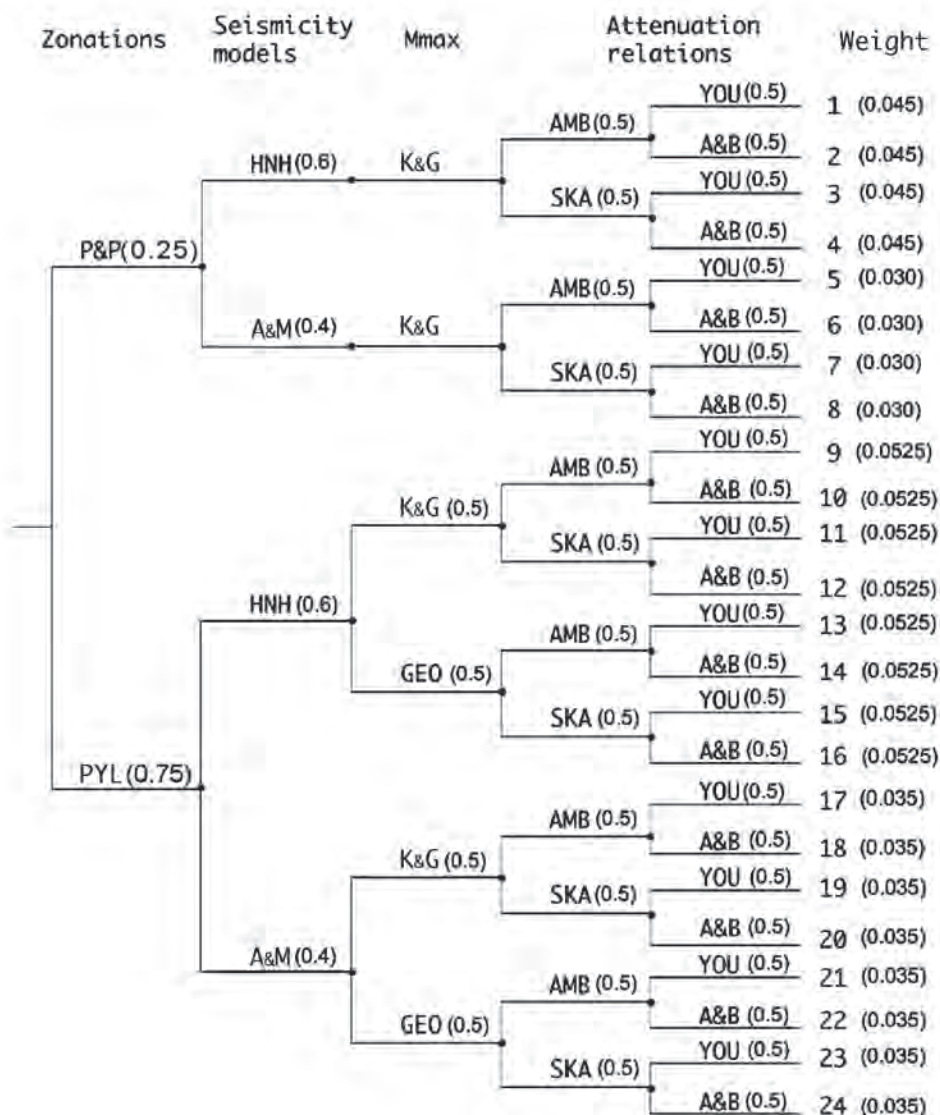 Zonations Seismicity models Mmax Attenuation relations Weight
YOU (0.5) 1 (0.045)
AMB (0.5)
A&B (0.5) 2 (0.045)
HNH (0.6) K&G
YOU (0.5) 3 (0.045)
SKA (0.5)
A&B (0.5) 4 (0.045)
P&P(0.25)
YOU (0.5) 5 (0.030)
AMB (0.5)
A&B (0.5) 6 (0.030)
A&M (0.4) K&G
YOU (0.5) 7 (0.030)
SKA (0.5)
A&B (0.5) 8 (0.030)
YOU (0.5) 9 (0.0525)
AMB (0.5)
A&B (0.5) 10 (0.0525)
K&G (0.5)
YOU (0.5) 11 (0.0525)
SKA (0.5)
A&B (0.5) 12 (0.0525)
HNH (0.6)
YOU (0.5) 13 (0.0525)
AMB (0.5)
A&B (0.5) 14 (0.0525)
GEO (0.5)
YOU (0.5) 15 (0.0525)
SKA (0.5)
A&B (0.5) 16 (0.0525)
PYL (0.75)
YOU (0.5) 17 (0.035)
AMB (0.5)
A&B (0.5) 18 (0.035)
K&G (0.5)
YOU (0.5) 19 (0.035)
SKA (0.5)
A&B (0.5) 20 (0.035)
A&M (0.4)
YOU (0.5) 21 (0.035)
AMB (0.5)
A&B (0.5) 22 (0.035)
GEO (0.5)
YOU (0.5) 23 (0.035)
SKA (0.5)
A&B (0.5) 24 (0.035)